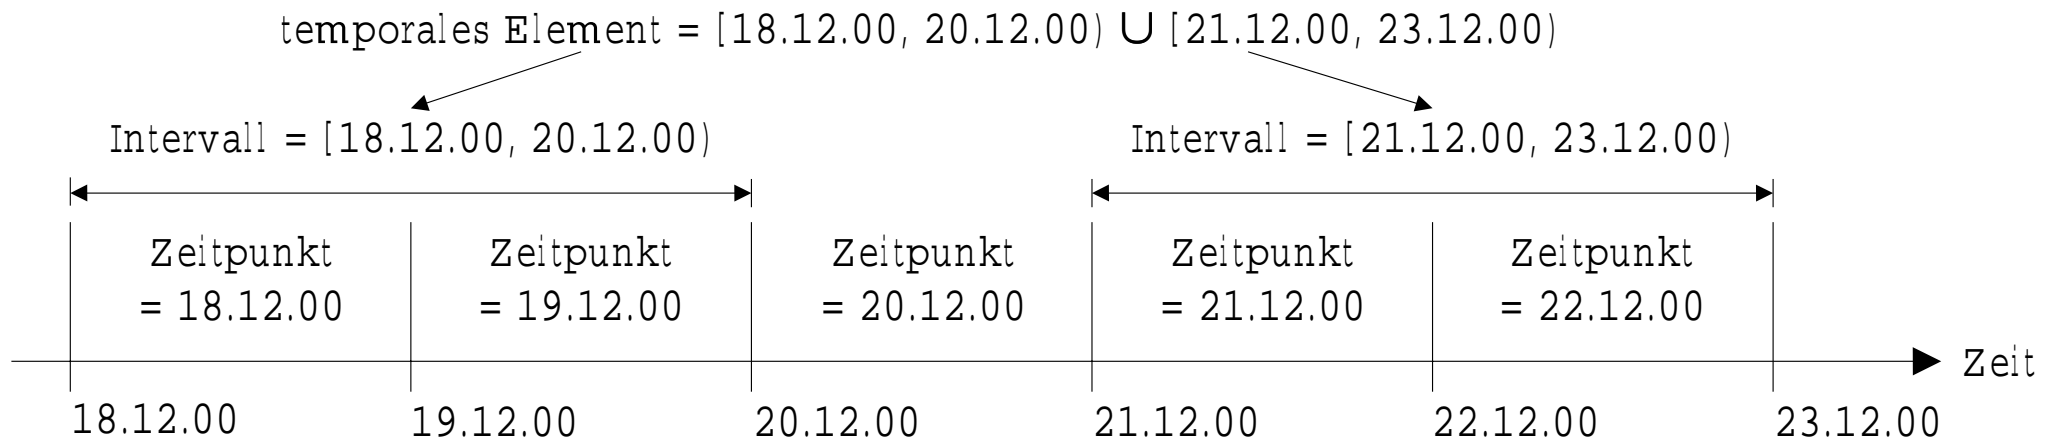 temporales Element = [18.12.00, 20.12.00) ∪ [21.12.00, 23.12.00)
Intervall = [18.12.00, 20.12.00)
Intervall = [21.12.00, 23.12.00)
Zeitpunkt
= 18.12.00
Zeitpunkt
= 19.12.00
Zeitpunkt
= 20.12.00
Zeitpunkt
= 21.12.00
Zeitpunkt
= 22.12.00
Zeit
18.12.00
19.12.00
20.12.00
21.12.00
22.12.00
23.12.00